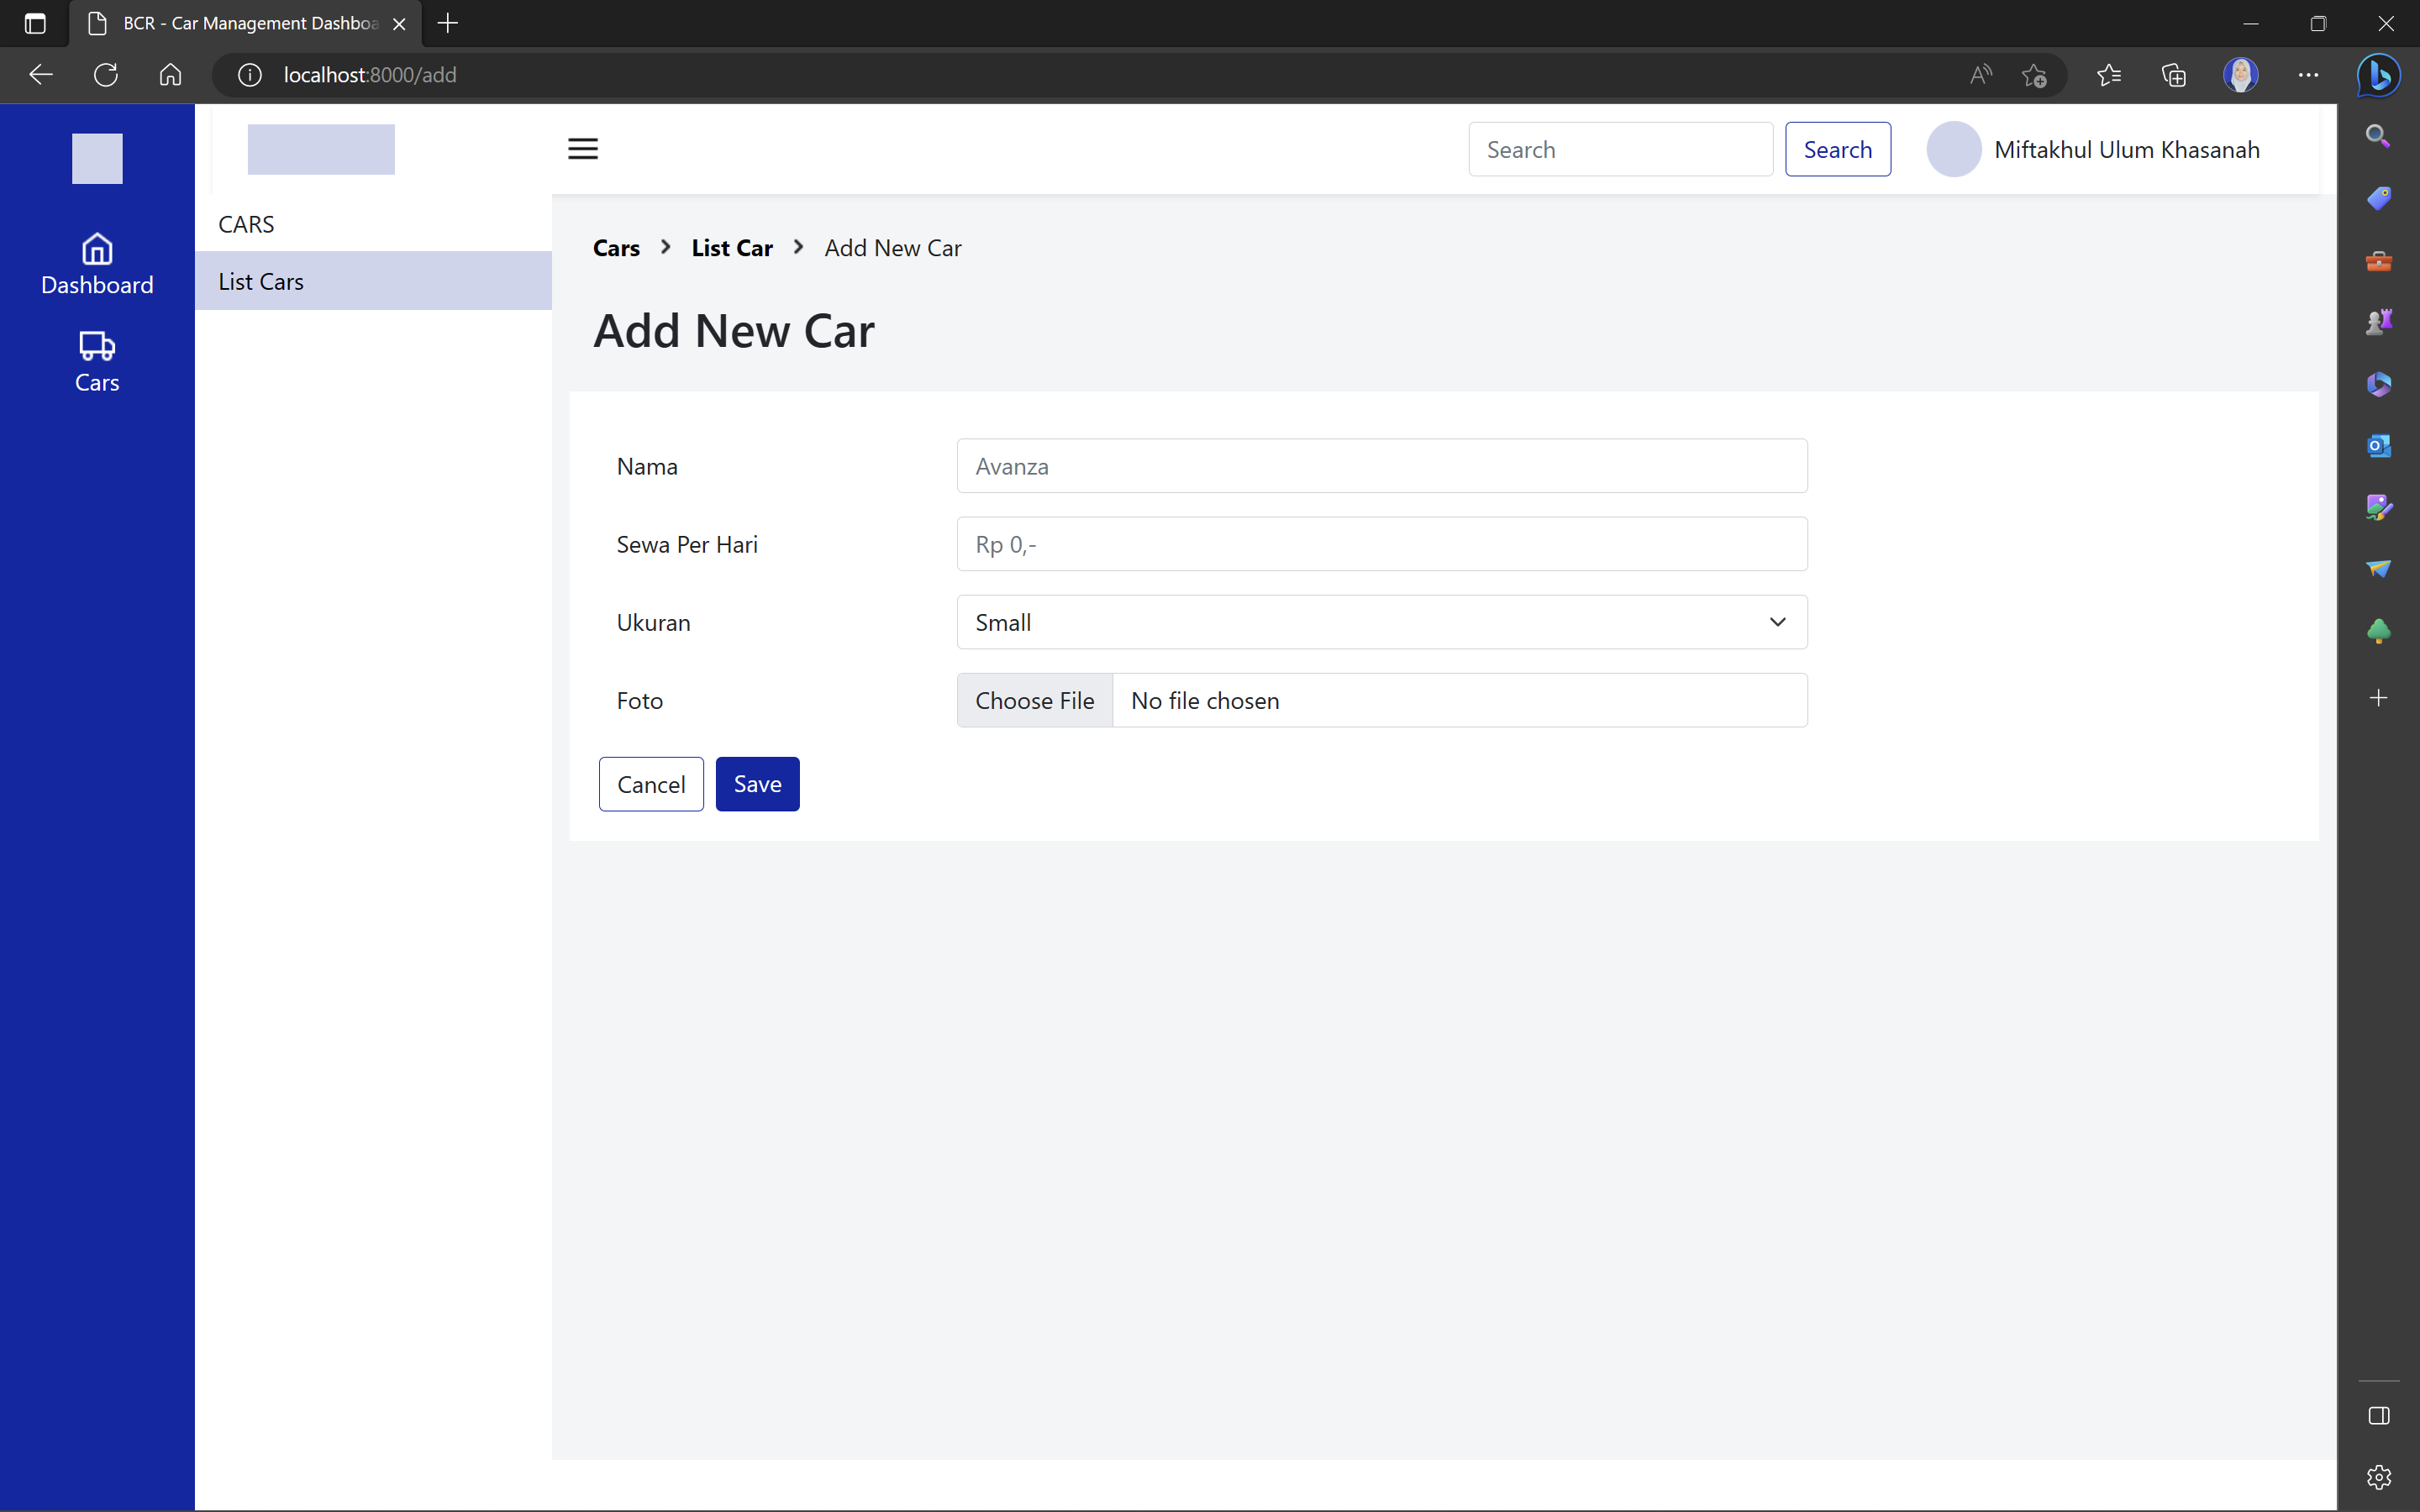 BCR - Car Management Dashboa
localhost:8000/add
Search
Search
Miftakhul Ulum Khasanah
Dashboard
Cars
CARS
List Cars
Cars > List Car > Add New Car
Add New Car
Nama
Avanza
Sewa Per Hari
Rp 0,-
Ukuran
Small
Foto
Choose File
No file chosen
Cancel
Save